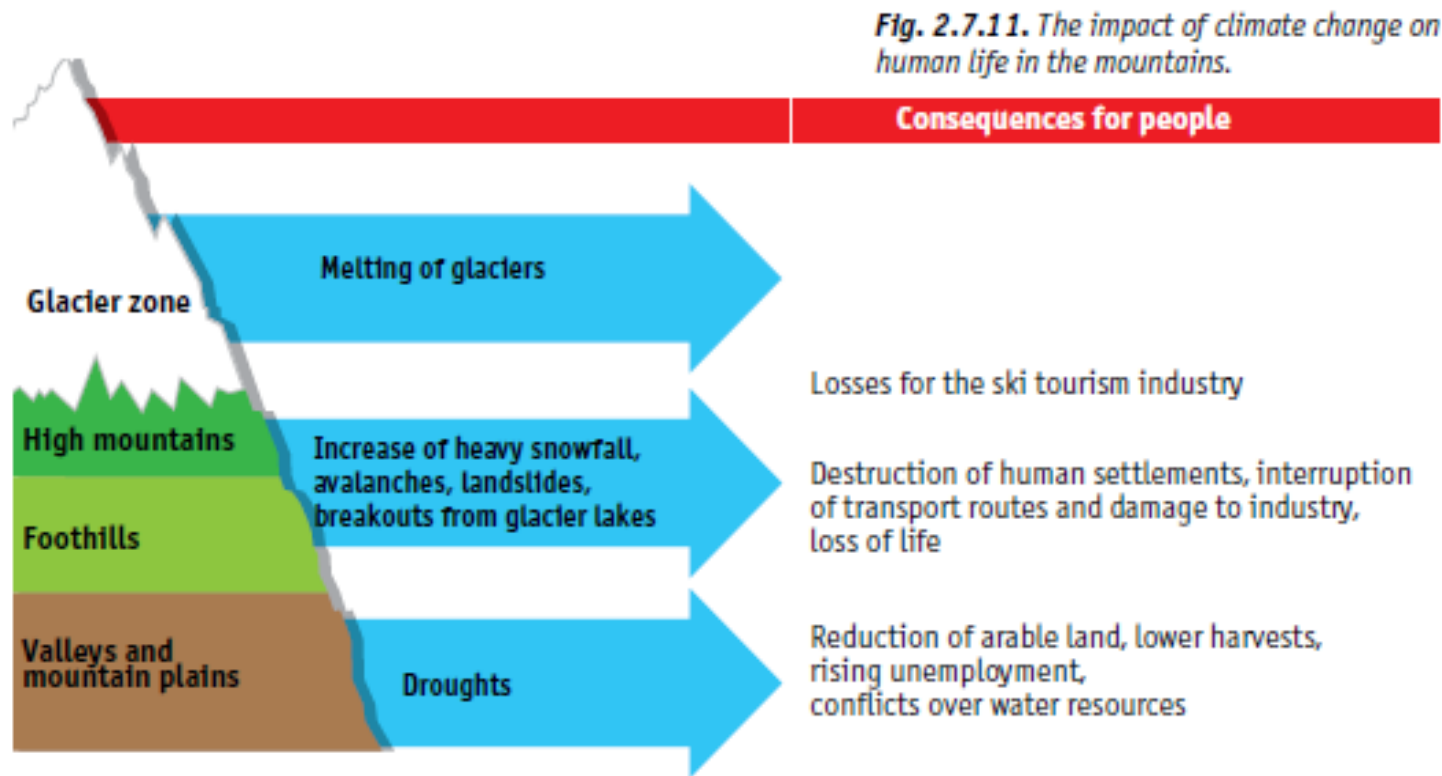 Fig. 2.7.11. The impact of climate change on
human life in the mountains.
Consequences for people
Melting of glaciers
Glacier zone
Losses for the ski tourism industry
High mountains
Increase of heavy snowfall,
avalanches, landslides,
breakouts from glacier lakes
Destruction of human settlements, interruption
of transport routes and damage to industry,
loss of life
Foothills
Valleys and
mountain plains
Droughts
Reduction of arable land, lower harvests,
rising unemployment,
conflicts over water resources